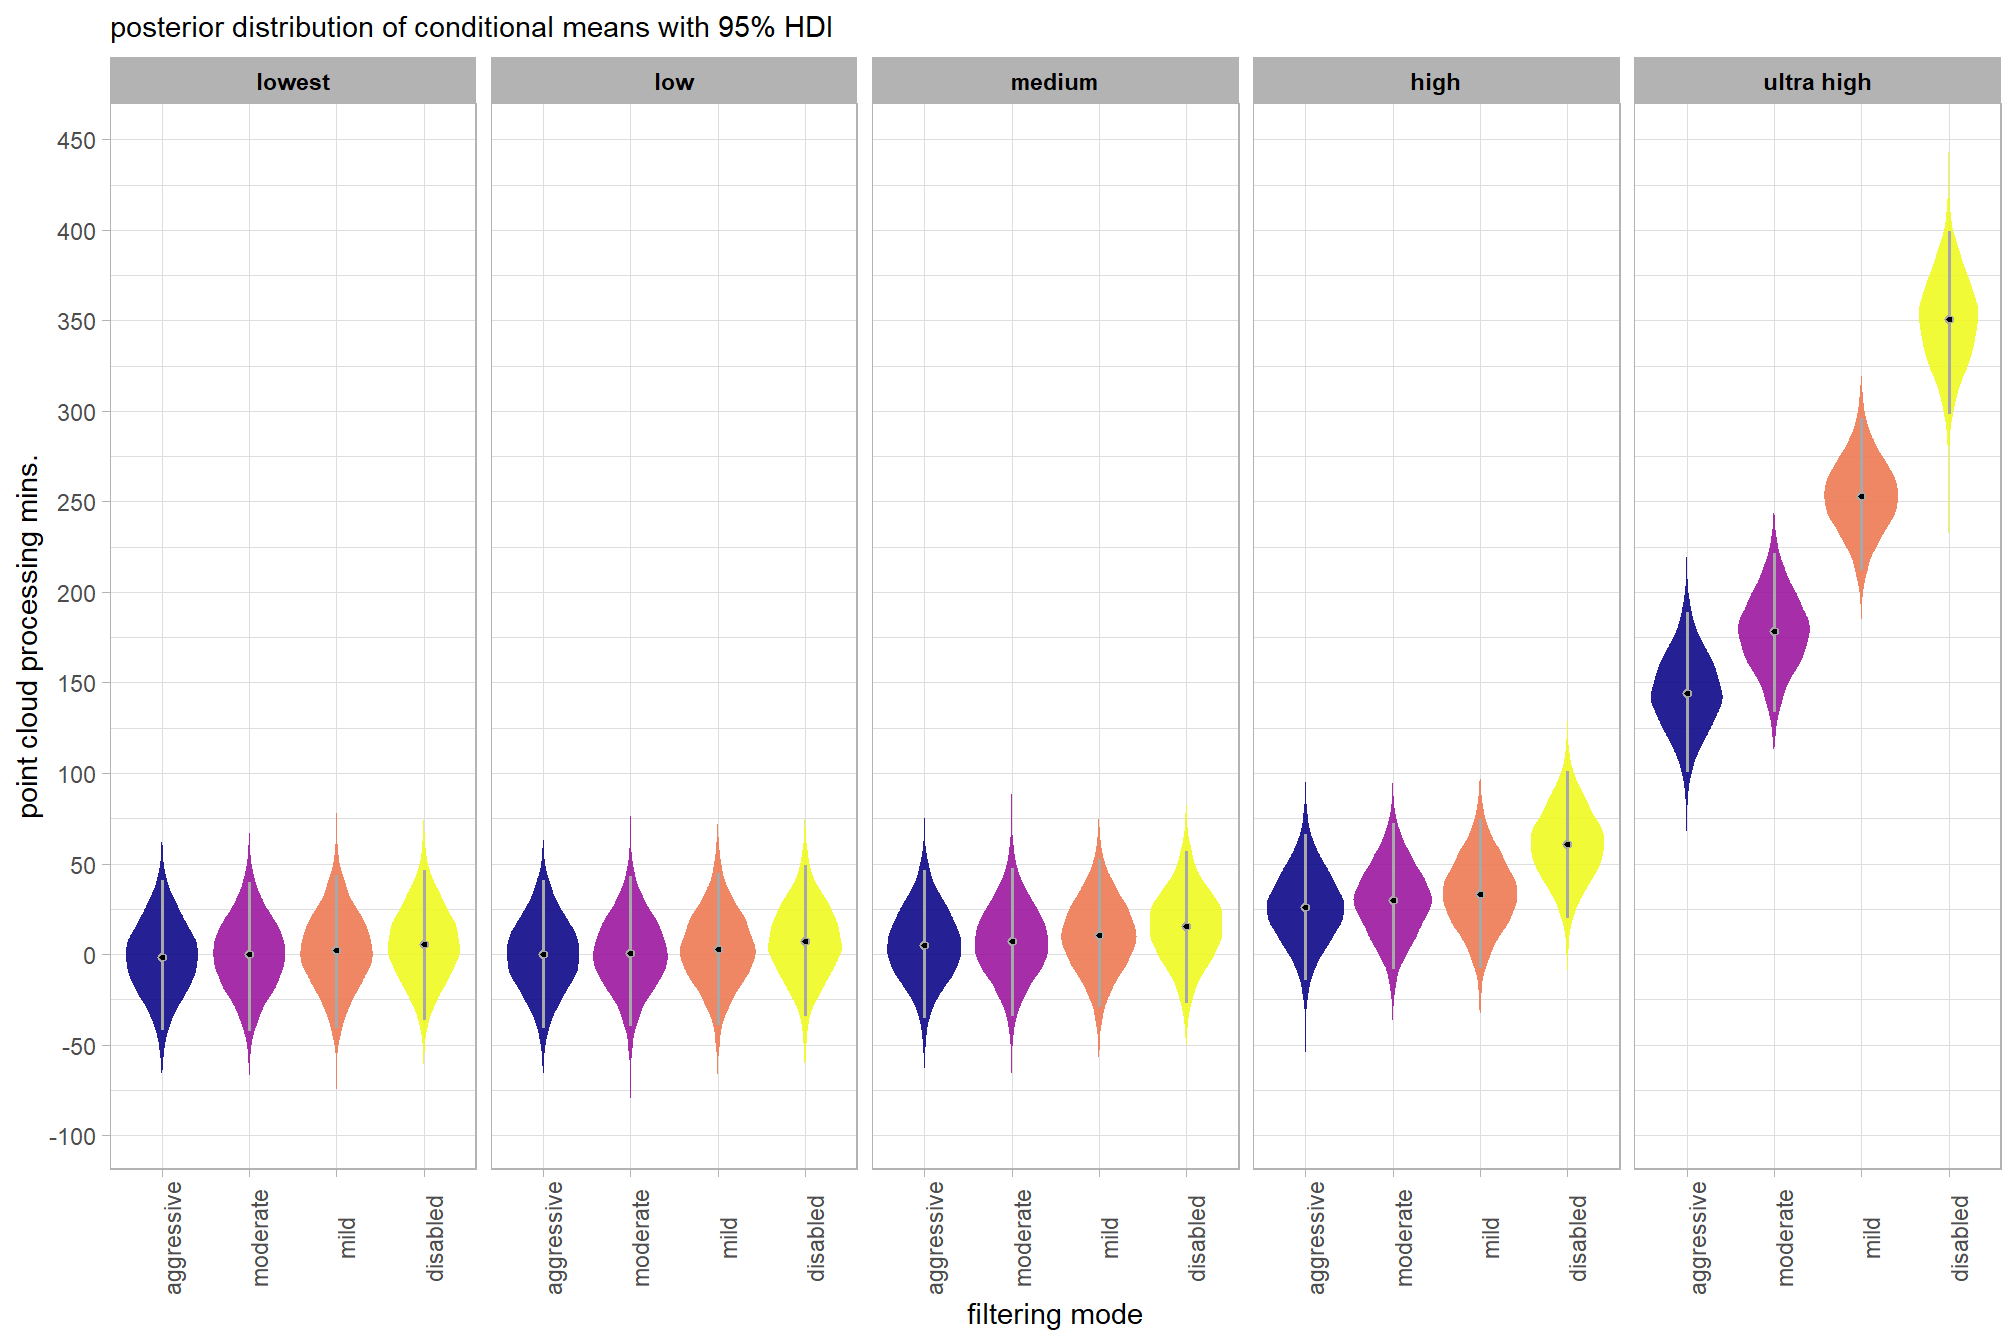 posterior distribution of conditional means with 95% HDI
lowest low medium high ultra high
450
400
350
300
250
200
150
100
50
0
-50
-100
point cloud processing mins.
aggressive moderate mild disabled aggressive moderate mild disabled aggressive moderate mild disabled aggressive moderate mild disabled aggressive moderate mild disabled
filtering mode